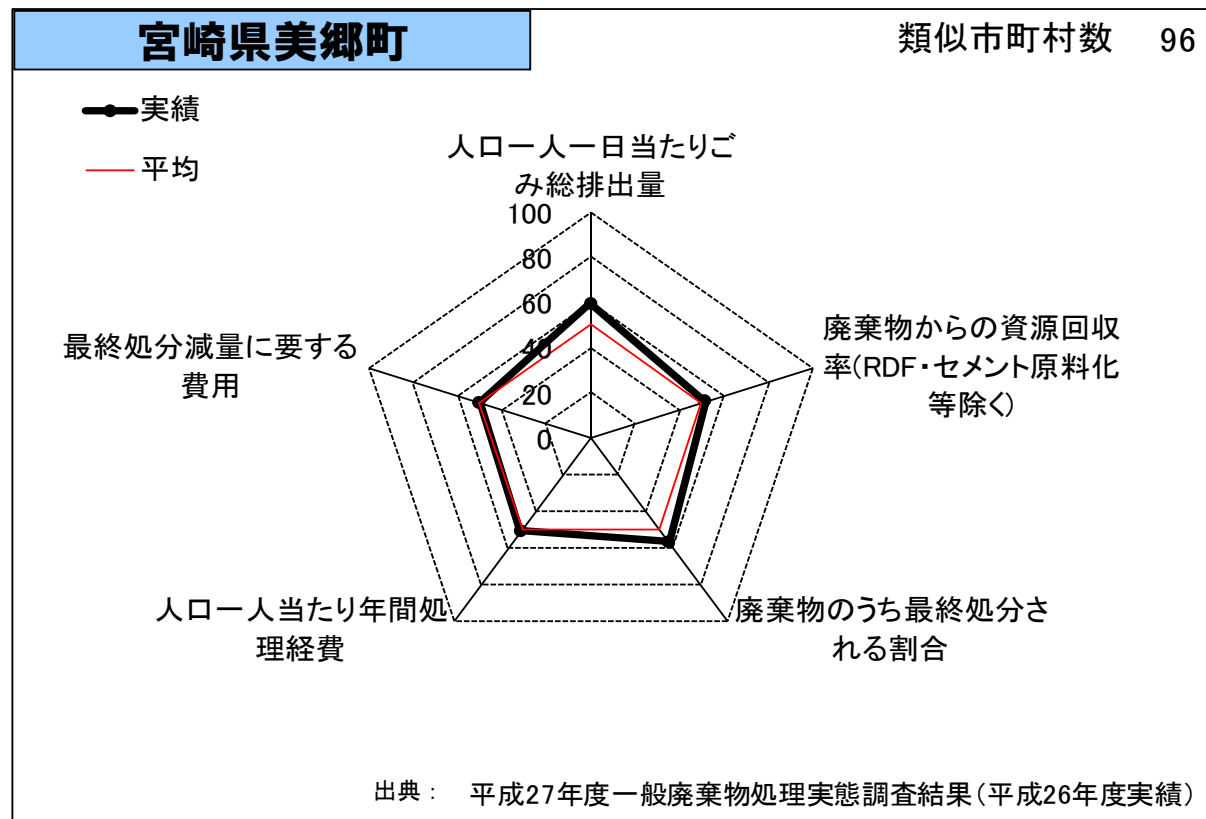 宮崎県美郷町
類似市町村数 96
実績
平均
人口一人一日当たりご
み総排出量
100
80
60
40
20
0
廃棄物からの資源回収
率(RDF・セメント原料化
等除く)
最終処分減量に要する
費用
人口一人当たり年間処
理経費
廃棄物のうち最終処分さ
れる割合
出典： 平成27年度一般廃棄物処理実態調査結果(平成26年度実績)